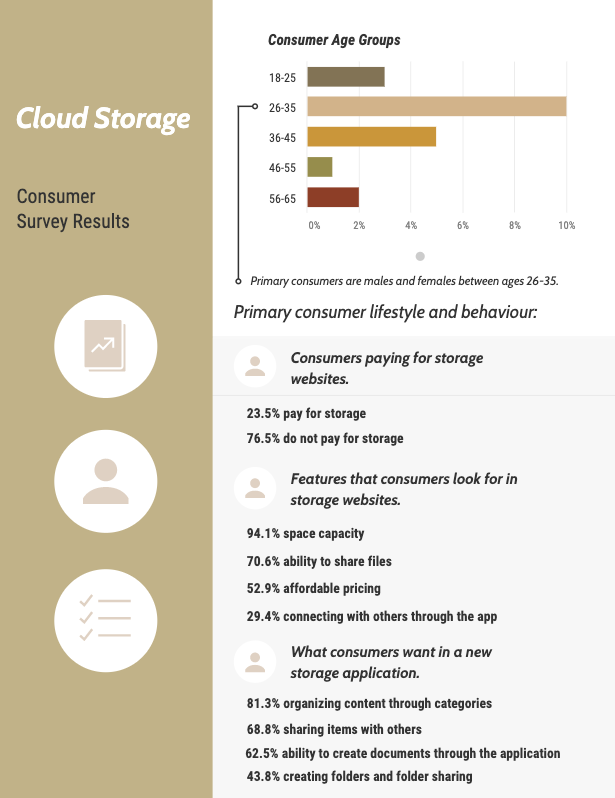 Cloud Storage
Consumer
Survey Results
Consumer Age Groups
18-25
26-35
36-45
46-55
56-65
0% 2% 4% 6% 8% 10%
Primary consumers are males and females between ages 26-35.
Primary consumer lifestyle and behaviour:
Consumers paying for storage
websites.
23.5% pay for storage
76.5% do not pay for storage
Features that consumers look for in
storage websites.
94.1% space capacity
70.6% ability to share files
52.9% affordable pricing
29.4% connecting with others through the app
What consumers want in a new
storage application.
81.3% organizing content through categories
68.8% sharing items with others
62.5% ability to create documents through the application
43.8% creating folders and folder sharing